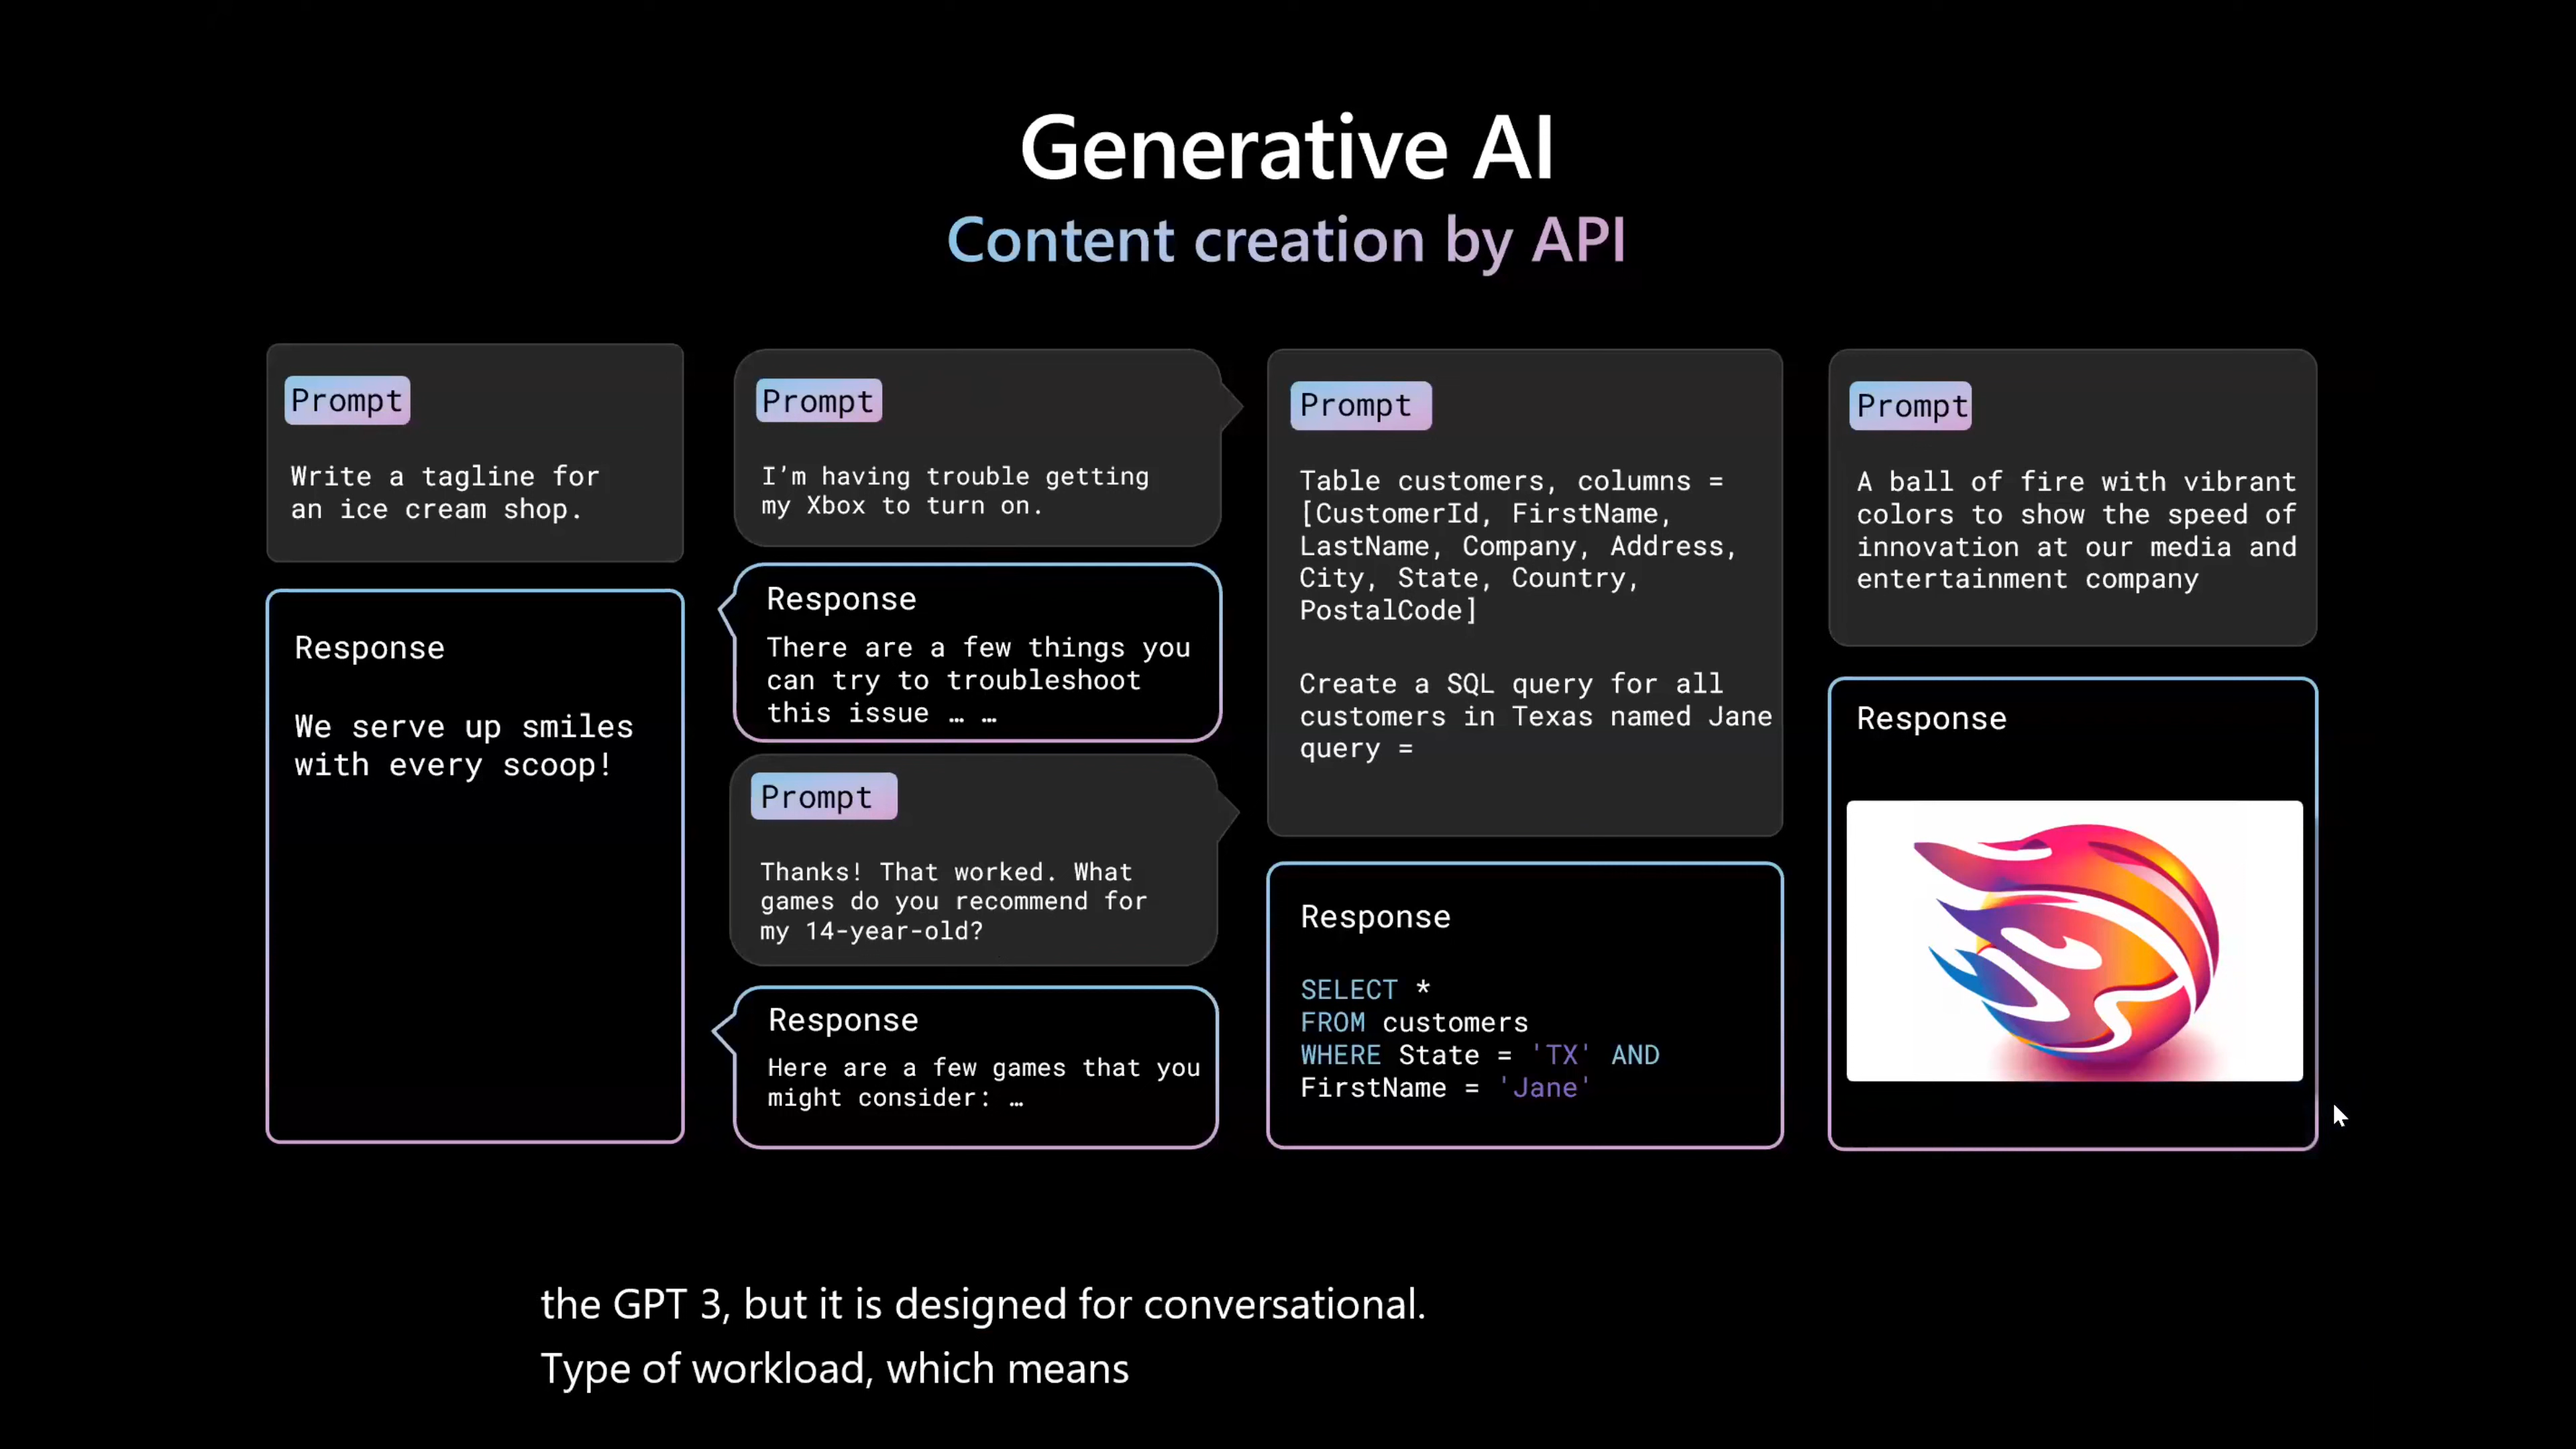 Generative AI
Content creation by API
Prompt
Write a tagline for
an ice cream shop.
Response
We serve up smiles
with every scoop!
Prompt
I'm having trouble getting
my Xbox to turn on.
Response
There are a few things you
can try to troubleshoot
this issue … …
Prompt
Thanks! That worked. What
games do you recommend for
my 14-year-old?
Response
Here are a few games that you
might consider: …
Prompt
Table customers, columns =
[CustomerId, FirstName,
LastName, Company, Address,
City, State, Country,
PostalCode]
Create a SQL query for all
customers in Texas named Jane
query =
Response
SELECT *
FROM customers
WHERE State = 'TX' AND
FirstName = 'Jane'
Prompt
A ball of fire with vibrant
colors to show the speed of
innovation at our media and
entertainment company
Response
the GPT 3, but it is designed for conversational.
Type of workload, which means